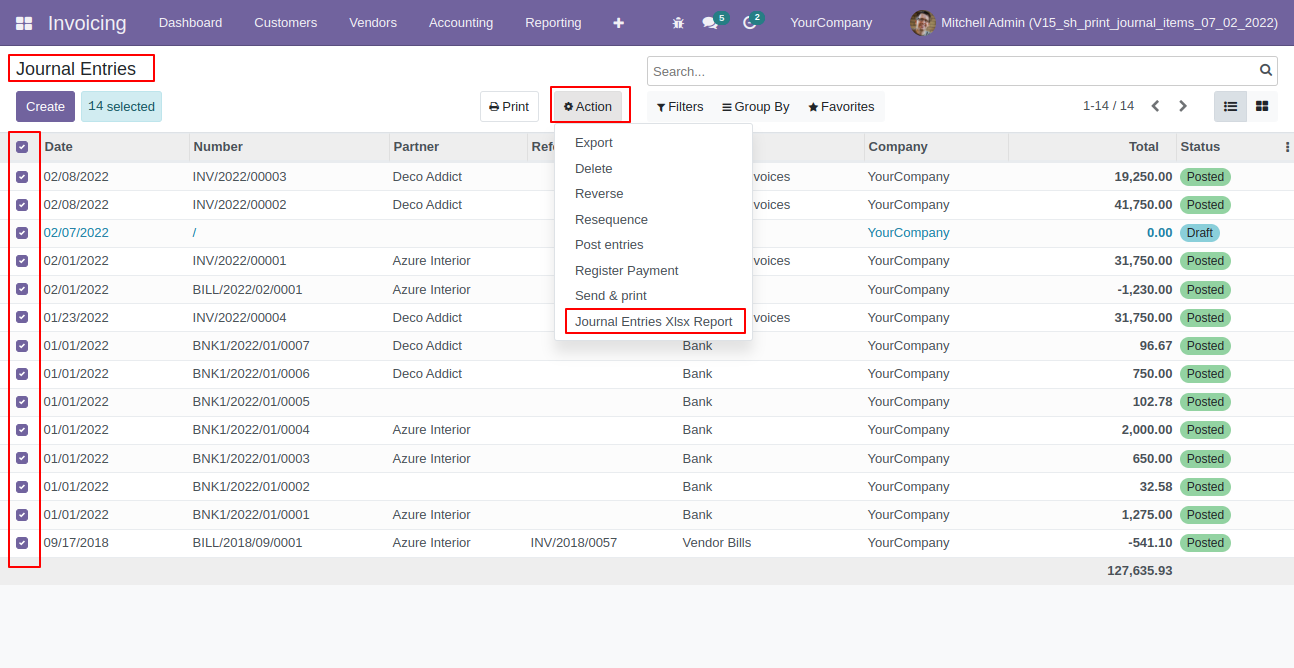 Invoicing Dashboard Customers Vendors Accounting Reporting 5 2 YourCompany Mitchell Admin (V15_sh_print_journal_items_07_02_2022)
Journal Entries
Search...
Create 14 selected Print Action Filters Group By Favorites 1-14 / 14
Export
Delete
Reverse
Resequence
Post entries
Register Payment
Send & print
Journal Entries Xlsx Report
Date Number Partner Refe Company Total Status
02/08/2022 INV/2022/00003 Deco Addict voices YourCompany 19,250.00 Posted
02/08/2022 INV/2022/00002 Deco Addict voices YourCompany 41,750.00 Posted
02/07/2022 / YourCompany 0.00 Draft
02/01/2022 INV/2022/00001 Azure Interior voices YourCompany 31,750.00 Posted
02/01/2022 BILL/2022/02/0001 Azure Interior YourCompany -1,230.00 Posted
01/23/2022 INV/2022/00004 Deco Addict voices YourCompany 31,750.00 Posted
01/01/2022 BNK1/2022/01/0007 Deco Addict Bank YourCompany 96.67 Posted
01/01/2022 BNK1/2022/01/0006 Deco Addict Bank YourCompany 750.00 Posted
01/01/2022 BNK1/2022/01/0005 Bank YourCompany 102.78 Posted
01/01/2022 BNK1/2022/01/0004 Azure Interior Bank YourCompany 2,000.00 Posted
01/01/2022 BNK1/2022/01/0003 Azure Interior Bank YourCompany 650.00 Posted
01/01/2022 BNK1/2022/01/0002 Bank YourCompany 32.58 Posted
01/01/2022 BNK1/2022/01/0001 Azure Interior Bank YourCompany 1,275.00 Posted
09/17/2018 BILL/2018/09/0001 Azure Interior INV/2018/0057 Vendor Bills YourCompany -541.10 Posted
127,635.93